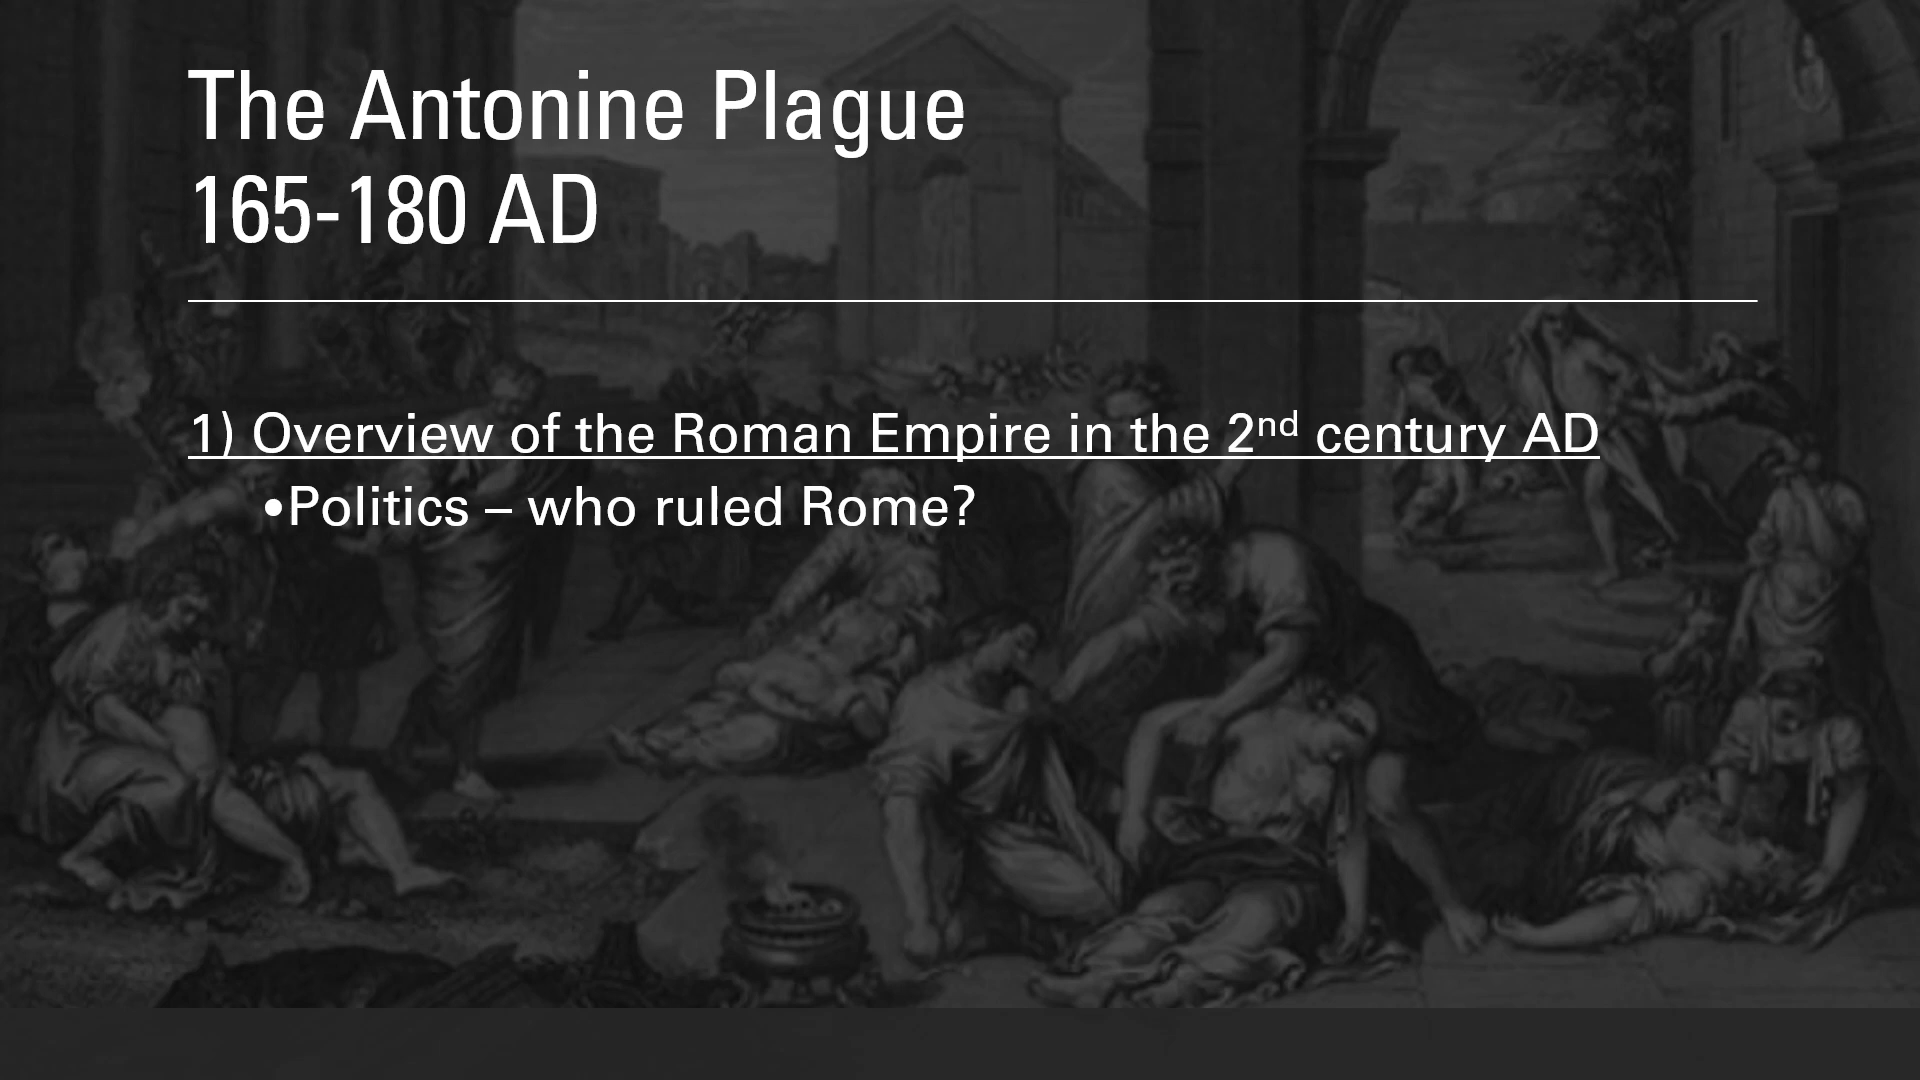 The Antonine Plague
165-180 AD
1) Overview of the Roman Empire in the 2nd century AD
•Politics – who ruled Rome?